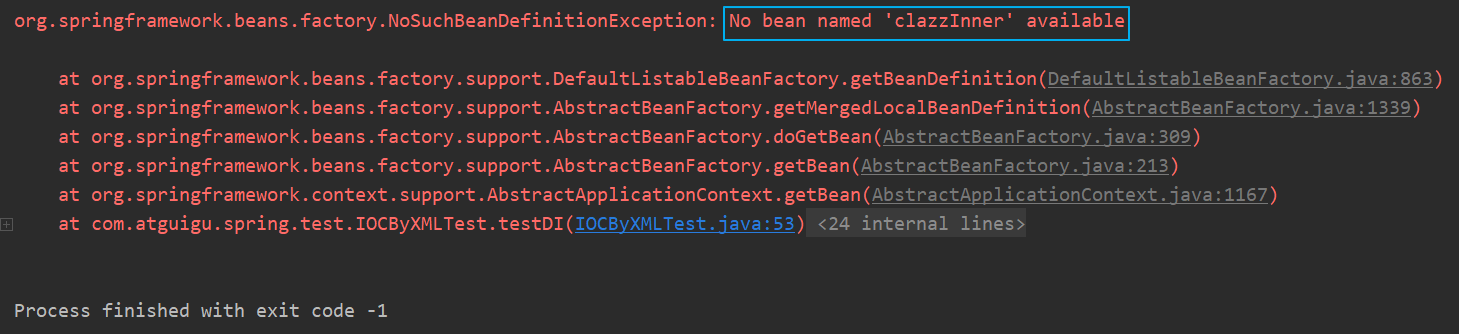 org.springframework.beans.factory.NoSuchBeanDefinitionException: No bean named 'clazzInner' available
at org.springframework.beans.factory.support.DefaultListableBeanFactory.getBeanDefinition(DefaultListableBeanFactory.java:863)
at org.springframework.beans.factory.support.AbstractBeanFactory.getMergedLocalBeanDefinition(AbstractBeanFactory.java:1339)
at org.springframework.beans.factory.support.AbstractBeanFactory.doGetBean(AbstractBeanFactory.java:309)
at org.springframework.beans.factory.support.AbstractBeanFactory.getBean(AbstractBeanFactory.java:213)
at org.springframework.context.support.AbstractApplicationContext.getBean(AbstractApplicationContext.java:1167)
at com.atguigu.spring.test.IOCByXMLTest.testDI(IOCByXMLTest.java:53) <24 internal lines>
Process finished with exit code -1